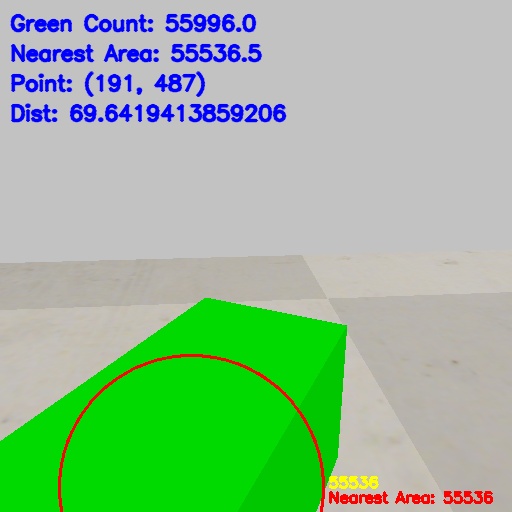 Green Count: 55996.0
Nearest Area: 55536.5
Point: (191, 487)
Dist: 69.6419413859206
55536
Nearest Area: 55536